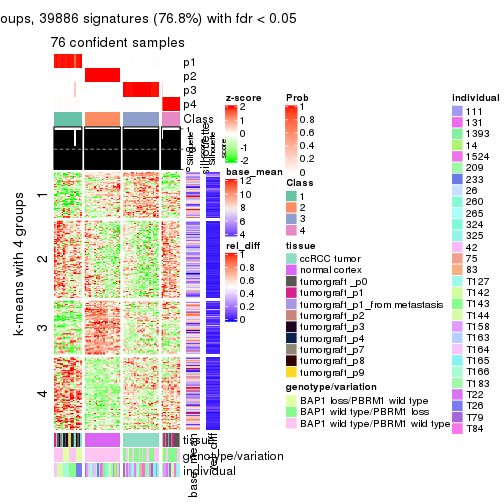 oups, 39886 signatures (76.8%) with fdr < 0.05
76 confident samples
p1
p2
p3
p4
Class
1
0.5
0
silhouette
k-means with 4 groups
1
2
3
4
tissue
genotype/variation
individual
base_mean
rel_diff
z-score
2
1
0
-1
-2
base_mean
12
10
8
6
4
rel_diff
1
0.8
0.6
0.4
0.2
0
Prob
1
0.8
0.6
0.4
0.2
0
Class
1
2
3
4
tissue
ccRCC tumor
normal cortex
tumorgraft_p0
tumorgraft_p1
tumorgraft_p1_from metastasis
tumorgraft_p2
tumorgraft_p3
tumorgraft_p4
tumorgraft_p7
tumorgraft_p8
tumorgraft_p9
genotype/variation
BAP1 loss/PBRM1 wild type
BAP1 wild type/PBRM1 loss
BAP1 wild type/PBRM1 wild type
individual
111
131
1393
14
1524
209
233
26
260
265
324
325
42
75
83
T127
T142
T143
T144
T158
T163
T164
T165
T166
T183
T22
T26
T79
T84